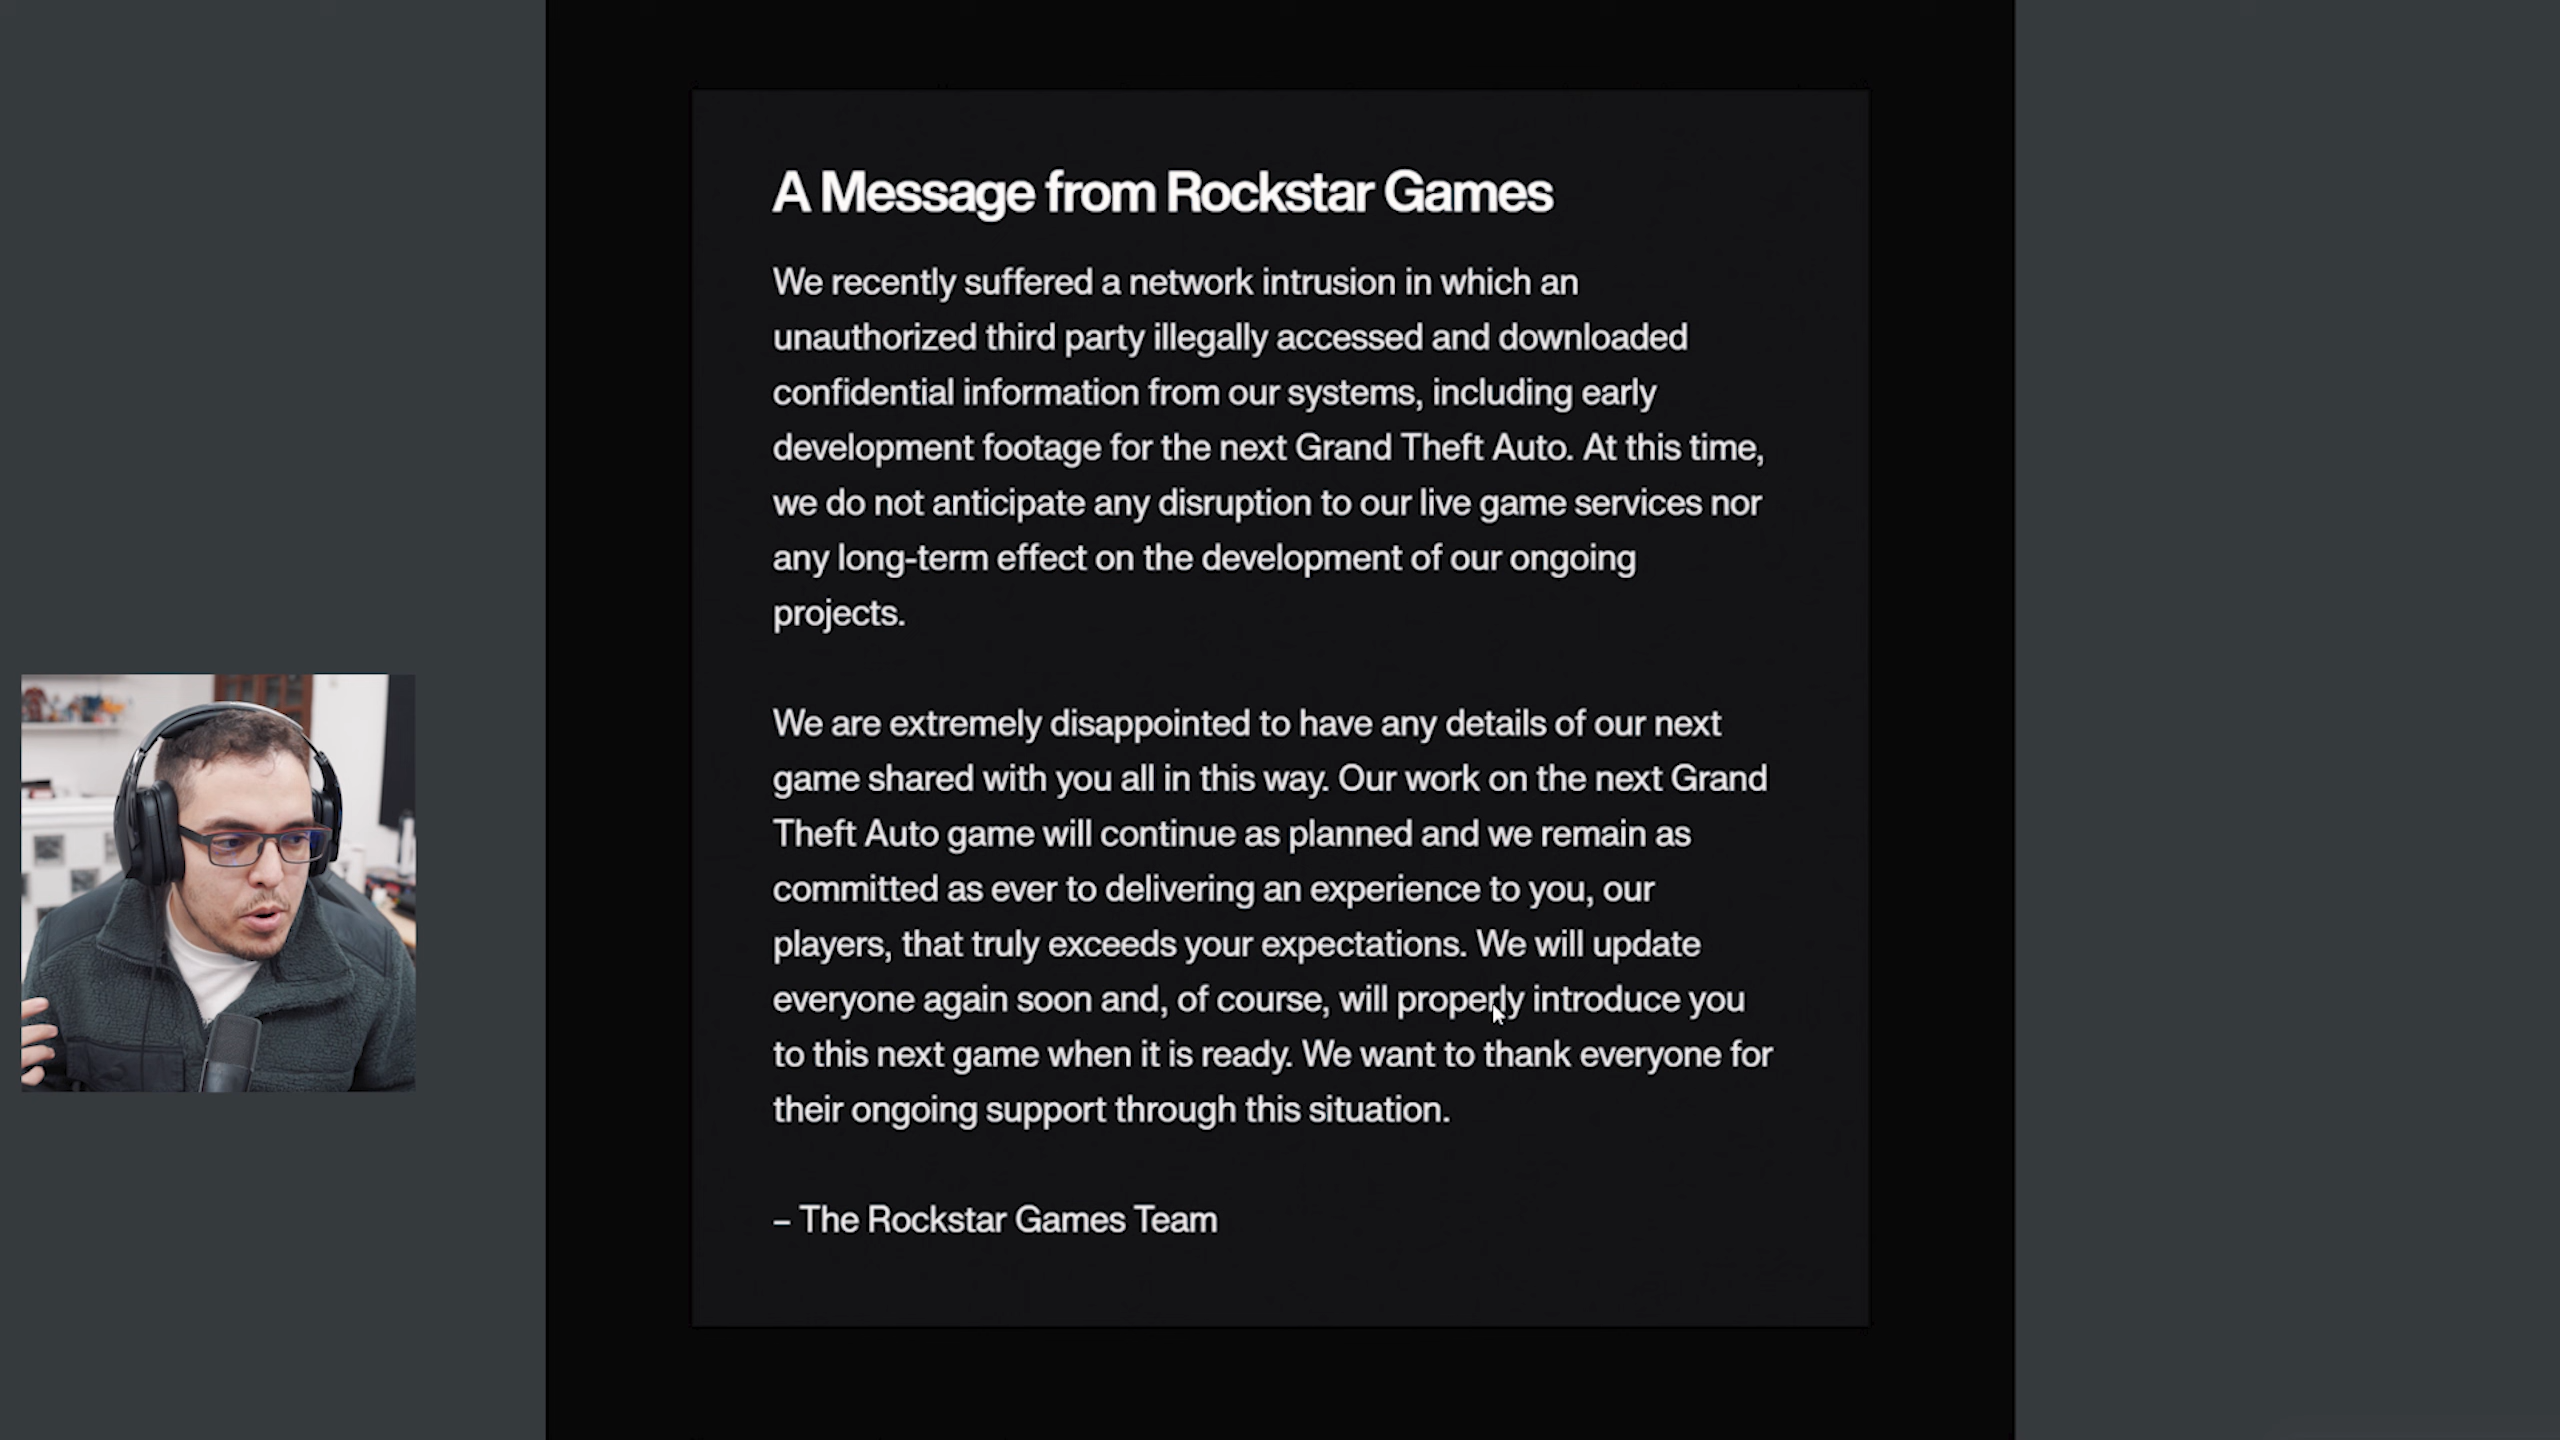 A Message from Rockstar Games
We recently suffered a network intrusion in which an
unauthorized third party illegally accessed and downloaded
confidential information from our systems, including early
development footage for the next Grand Theft Auto. At this time,
we do not anticipate any disruption to our live game services nor
any long-term effect on the development of our ongoing
projects.
We are extremely disappointed to have any details of our next
game shared with you all in this way. Our work on the next Grand
Theft Auto game will continue as planned and we remain as
committed as ever to delivering an experience to you, our
players, that truly exceeds your expectations. We will update
everyone again soon and, of course, will properly introduce you
to this next game when it is ready. We want to thank everyone for
their ongoing support through this situation.
– The Rockstar Games Team